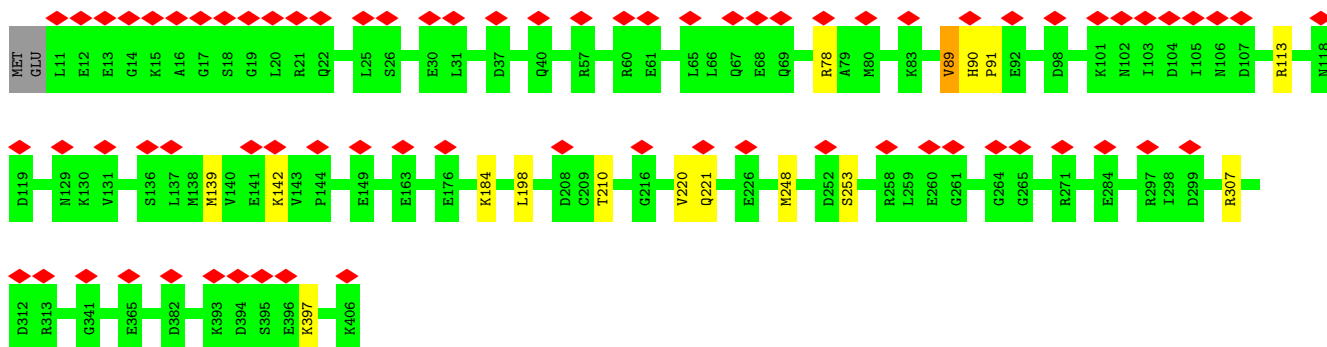 MET GLU L11 E12 E13 G14 K15 A16 G17 S18 G19 L20 R21 Q22 L25 S26 E30 L31 D37 Q40 R57 R60 E61 L65 L66 Q67 E68 Q69 R78 A79 M80 K83 V89 H90 P91 E92 D98 K101 N102 I103 D104 I105 N106 D107 R113 N118
D119 N129 K130 V131 S136 L137 M138 M139 V140 E141 K142 V143 P144 E149 E163 E176 K184 L198 D208 C209 T210 G216 V220 Q221 E226 M248 D252 S253 R258 L259 E260 G261 G264 G265 R271 E284 R297 I298 D299 R307
D312 R313 G341 E365 D382 K393 D394 S395 E396 K397 K406